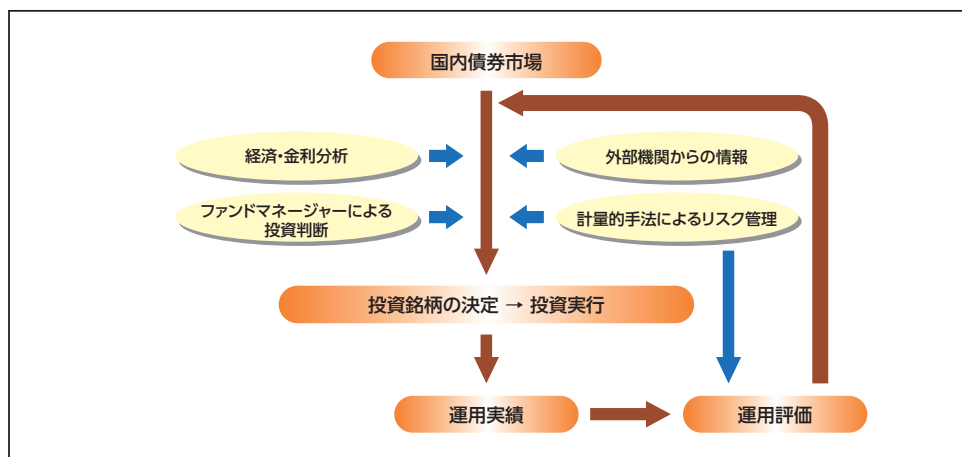 国内債券市場
経済・金利分析
外部機関からの情報
ファンドマネージャーによる
投資判断
計量的手法によるリスク管理
投資銘柄の決定 → 投資実行
運用実績
運用評価